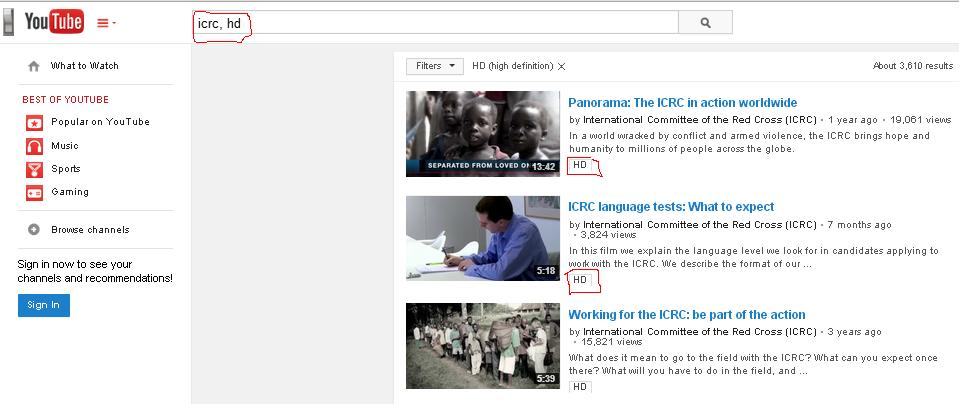 YouTube
icrc, hd
What to Watch
BEST OF YOUTUBE
Popular on YouTube
Music
Sports
Gaming
Browse channels
Sign in now to see your
channels and recommendations!
Sign In
Filters
HD (high definition)
About 3,610 results
SEPARATED FROM LOVED ON
13:42
Panorama: The ICRC in action worldwide
by International Committee of the Red Cross (ICRC) • 1 year ago • 19,061 views
In a world wracked by conflict and armed violence, the ICRC brings hope and
humanity to millions of people across the globe.
HD
5:18
ICRC language tests: What to expect
by International Committee of the Red Cross (ICRC) • 7 months ago
• 3,824 views
In this film we explain the language level we look for in candidates applying to
work with the ICRC. We describe the format of our ...
HD
5:39
Working for the ICRC: be part of the action
by International Committee of the Red Cross (ICRC) • 3 years ago
• 15,821 views
What does it mean to go to the field with the ICRC? What can you expect once
there? What will you have to do in the field, and ...
HD